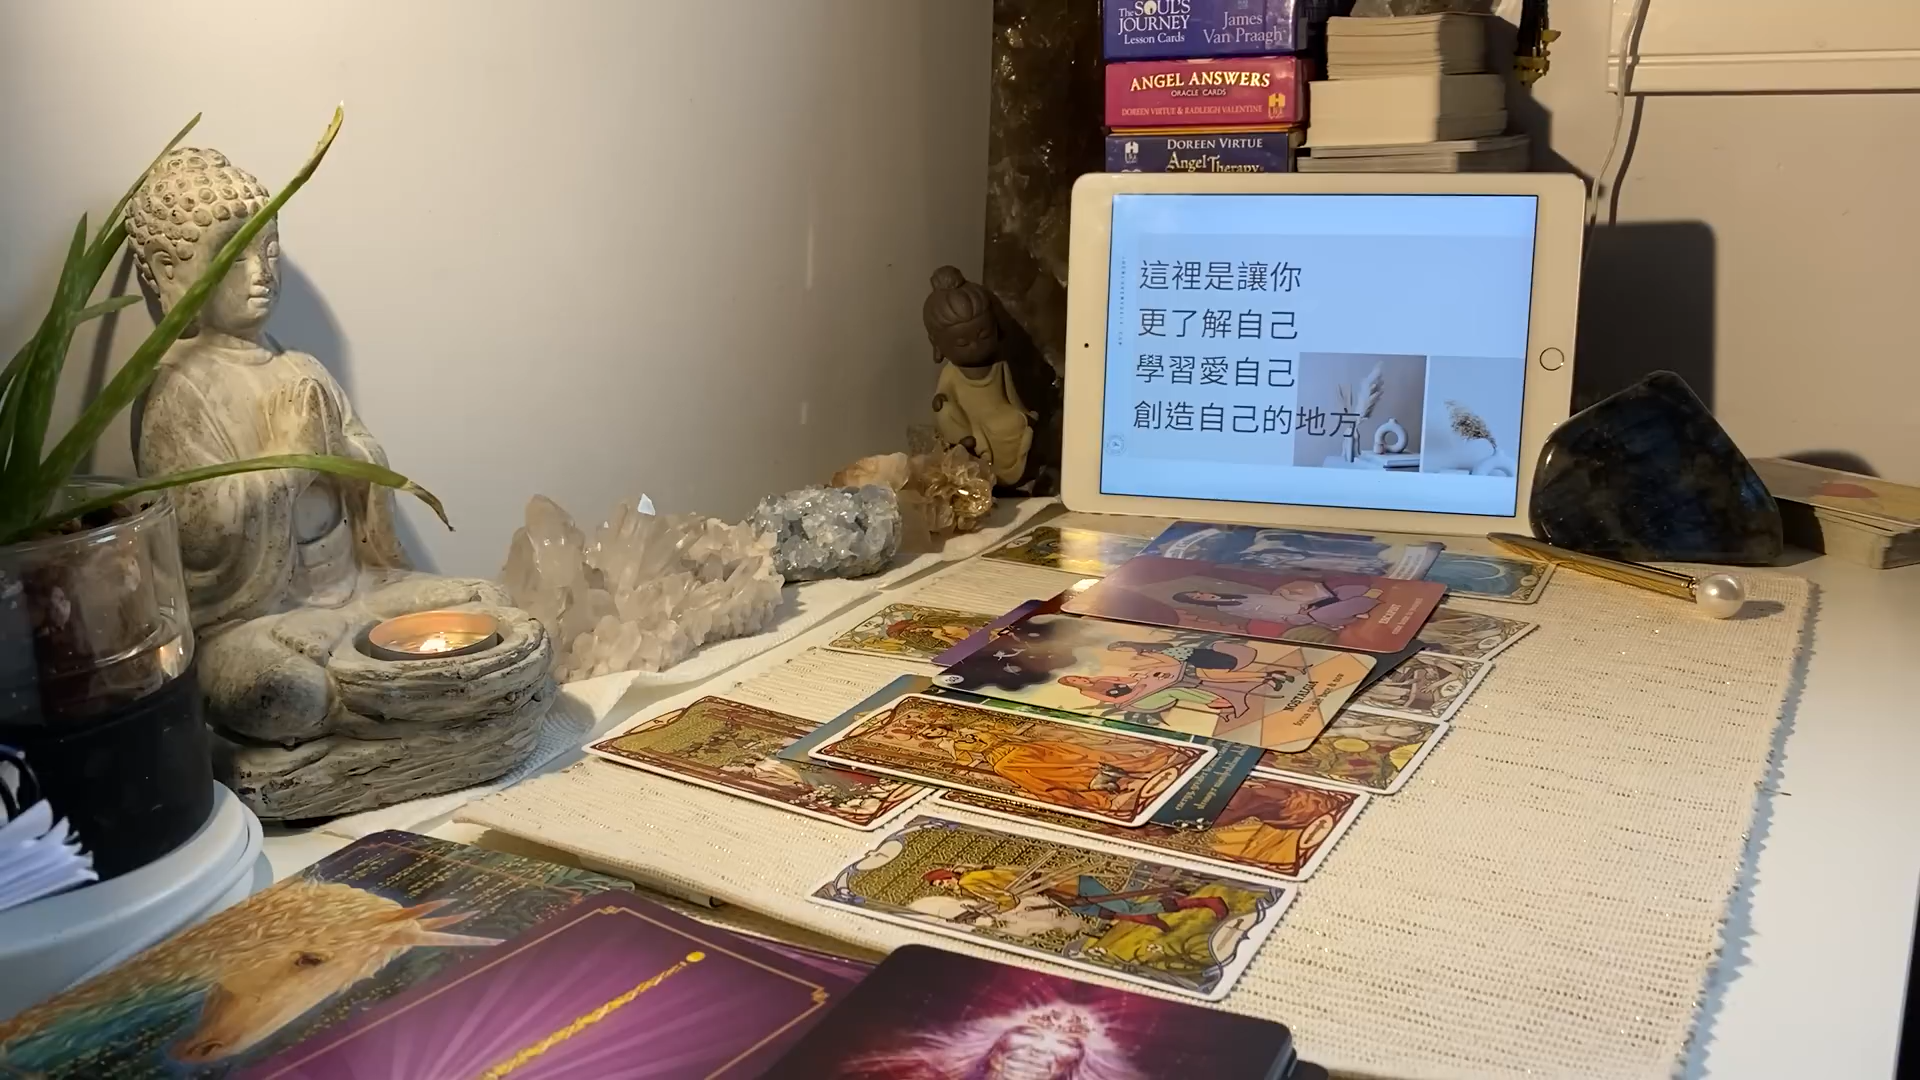 The SOUL'S
JOURNEY
Lesson Cards
James
Van Praagh
ANGEL ANSWERS
ORACLE CARDS
DOREEN VIRTUE & RADLEIGH VALENTINE
DOREEN VIRTUE
Angel Therapy
這裡是讓你
更了解自己
學習愛自己
創造自己的地方
NOSTALGIA